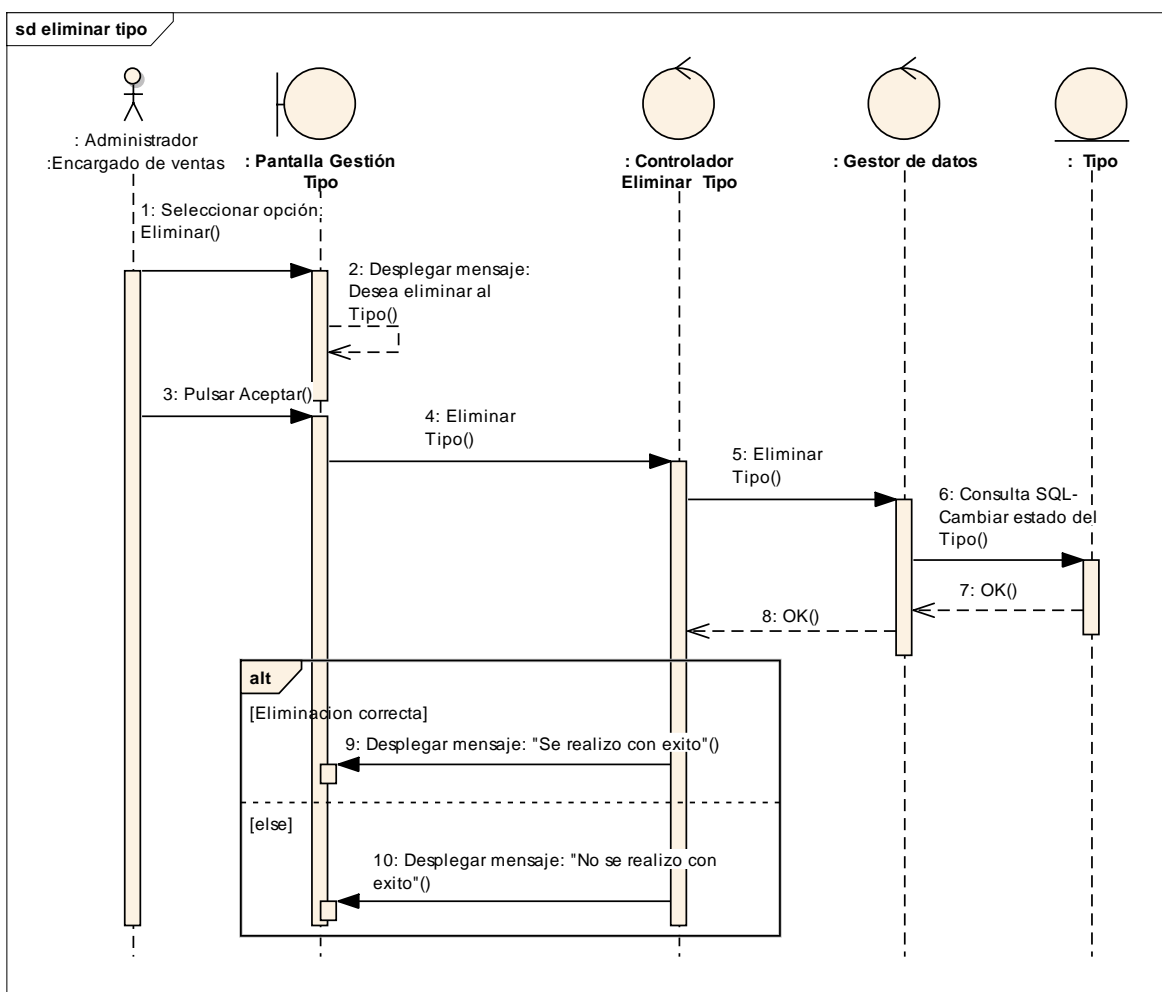 sd eliminar tipo
: Administrador
:Encargado de ventas
: Pantalla Gestión
Tipo
: Controlador
Eliminar Tipo
: Gestor de datos
: Tipo
1: Seleccionar opción:
Eliminar()
2: Desplegar mensaje:
Desea eliminar al
Tipo()
3: Pulsar Aceptar()
4: Eliminar
Tipo()
5: Eliminar
Tipo()
6: Consulta SQL-
Cambiar estado del
Tipo()
7: OK()
8: OK()
alt
[Eliminacion correcta]
9: Desplegar mensaje: "Se realizo con exito"()
[else]
10: Desplegar mensaje: "No se realizo con
exito"()